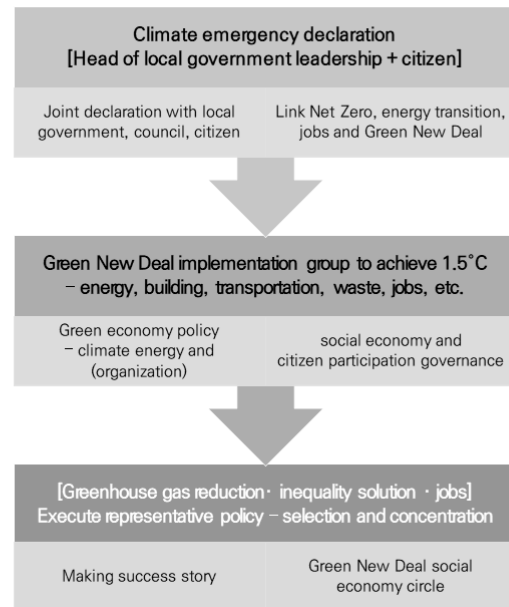 Climate emergency declaration
[Head of local government leadership + citizen]
Joint declaration with local
government, council, citizen
Link Net Zero, energy transition,
jobs and Green New Deal
Green New Deal implementation group to achieve 1.5˚C
– energy, building, transportation, waste, jobs, etc.
Green economy policy
– climate energy and
(organization)
social economy and
citizen participation governance
[Greenhouse gas reduction· inequality solution · jobs]
Execute representative policy – selection and concentration
Making success story
Green New Deal social
economy circle